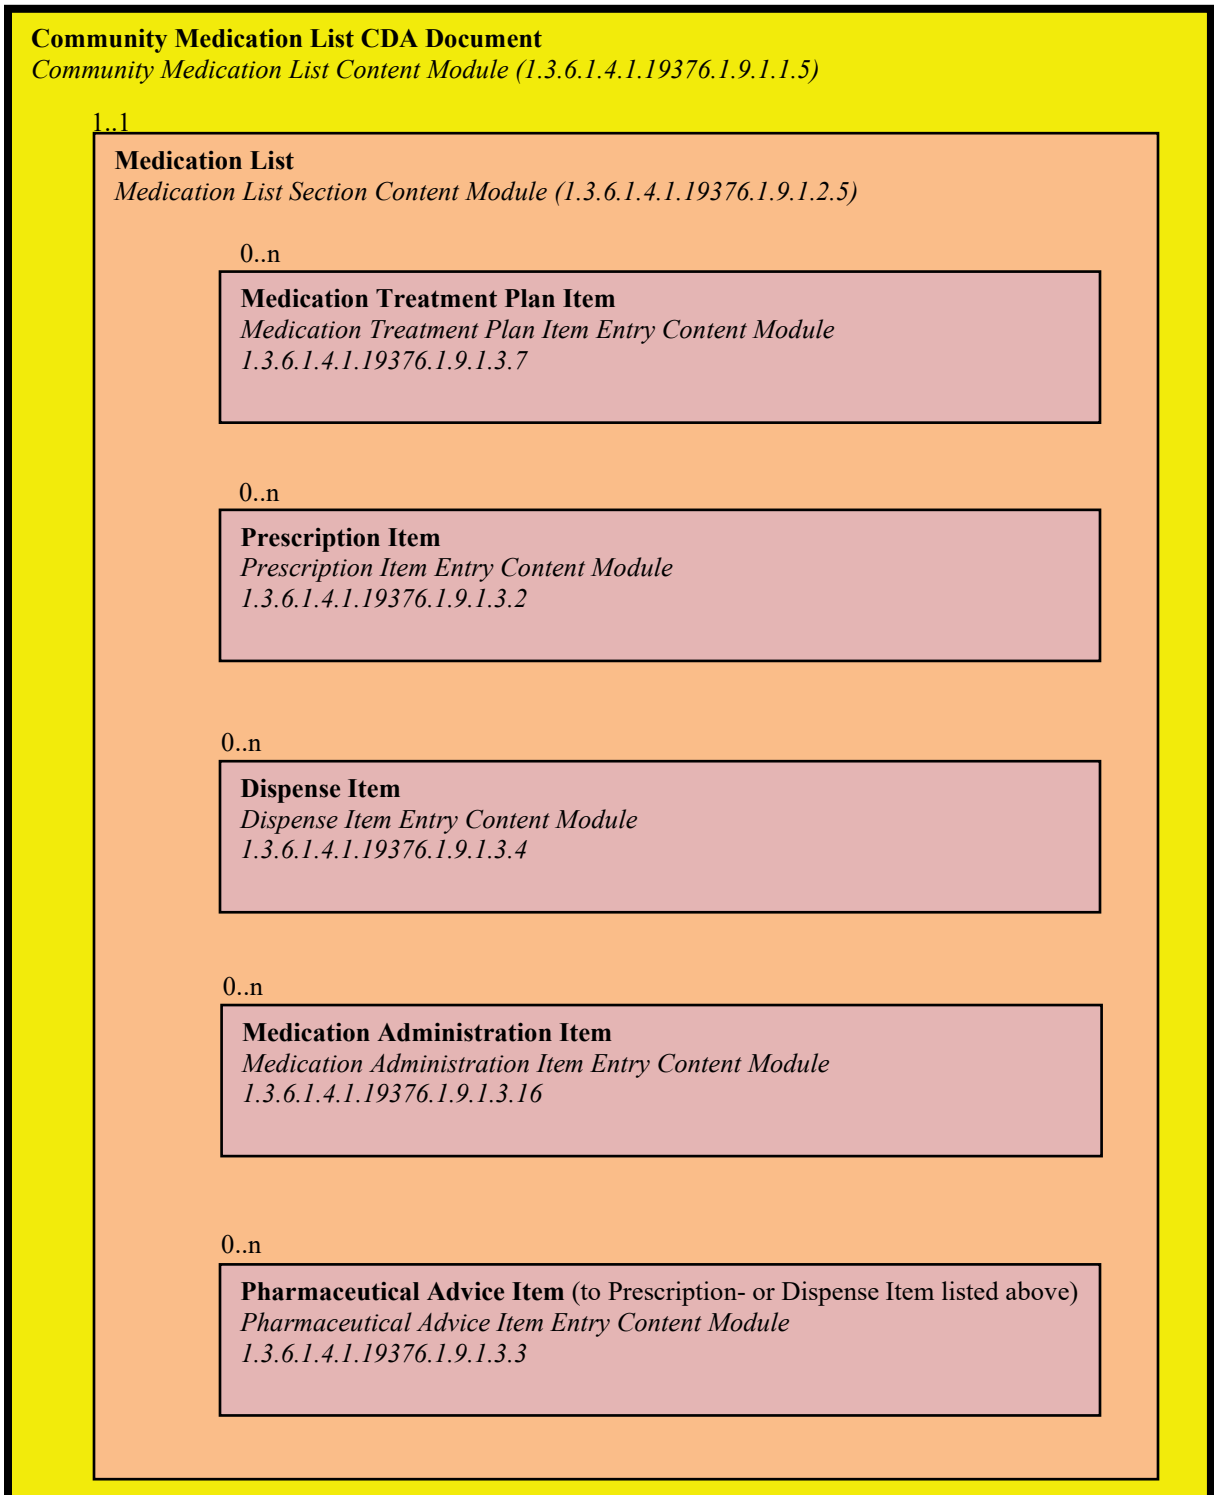 Community Medication List CDA Document
Community Medication List Content Module (1.3.6.1.4.1.19376.1.9.1.1.5)
1..1
Medication List
Medication List Section Content Module (1.3.6.1.4.1.19376.1.9.1.2.5)
0..n
Medication Treatment Plan Item
Medication Treatment Plan Item Entry Content Module
1.3.6.1.4.1.19376.1.9.1.3.7
0..n
Prescription Item
Prescription Item Entry Content Module
1.3.6.1.4.1.19376.1.9.1.3.2
0..n
Dispense Item
Dispense Item Entry Content Module
1.3.6.1.4.1.19376.1.9.1.3.4
0..n
Medication Administration Item
Medication Administration Item Entry Content Module
1.3.6.1.4.1.19376.1.9.1.3.16
0..n
Pharmaceutical Advice Item (to Prescription- or Dispense Item listed above)
Pharmaceutical Advice Item Entry Content Module
1.3.6.1.4.1.19376.1.9.1.3.3